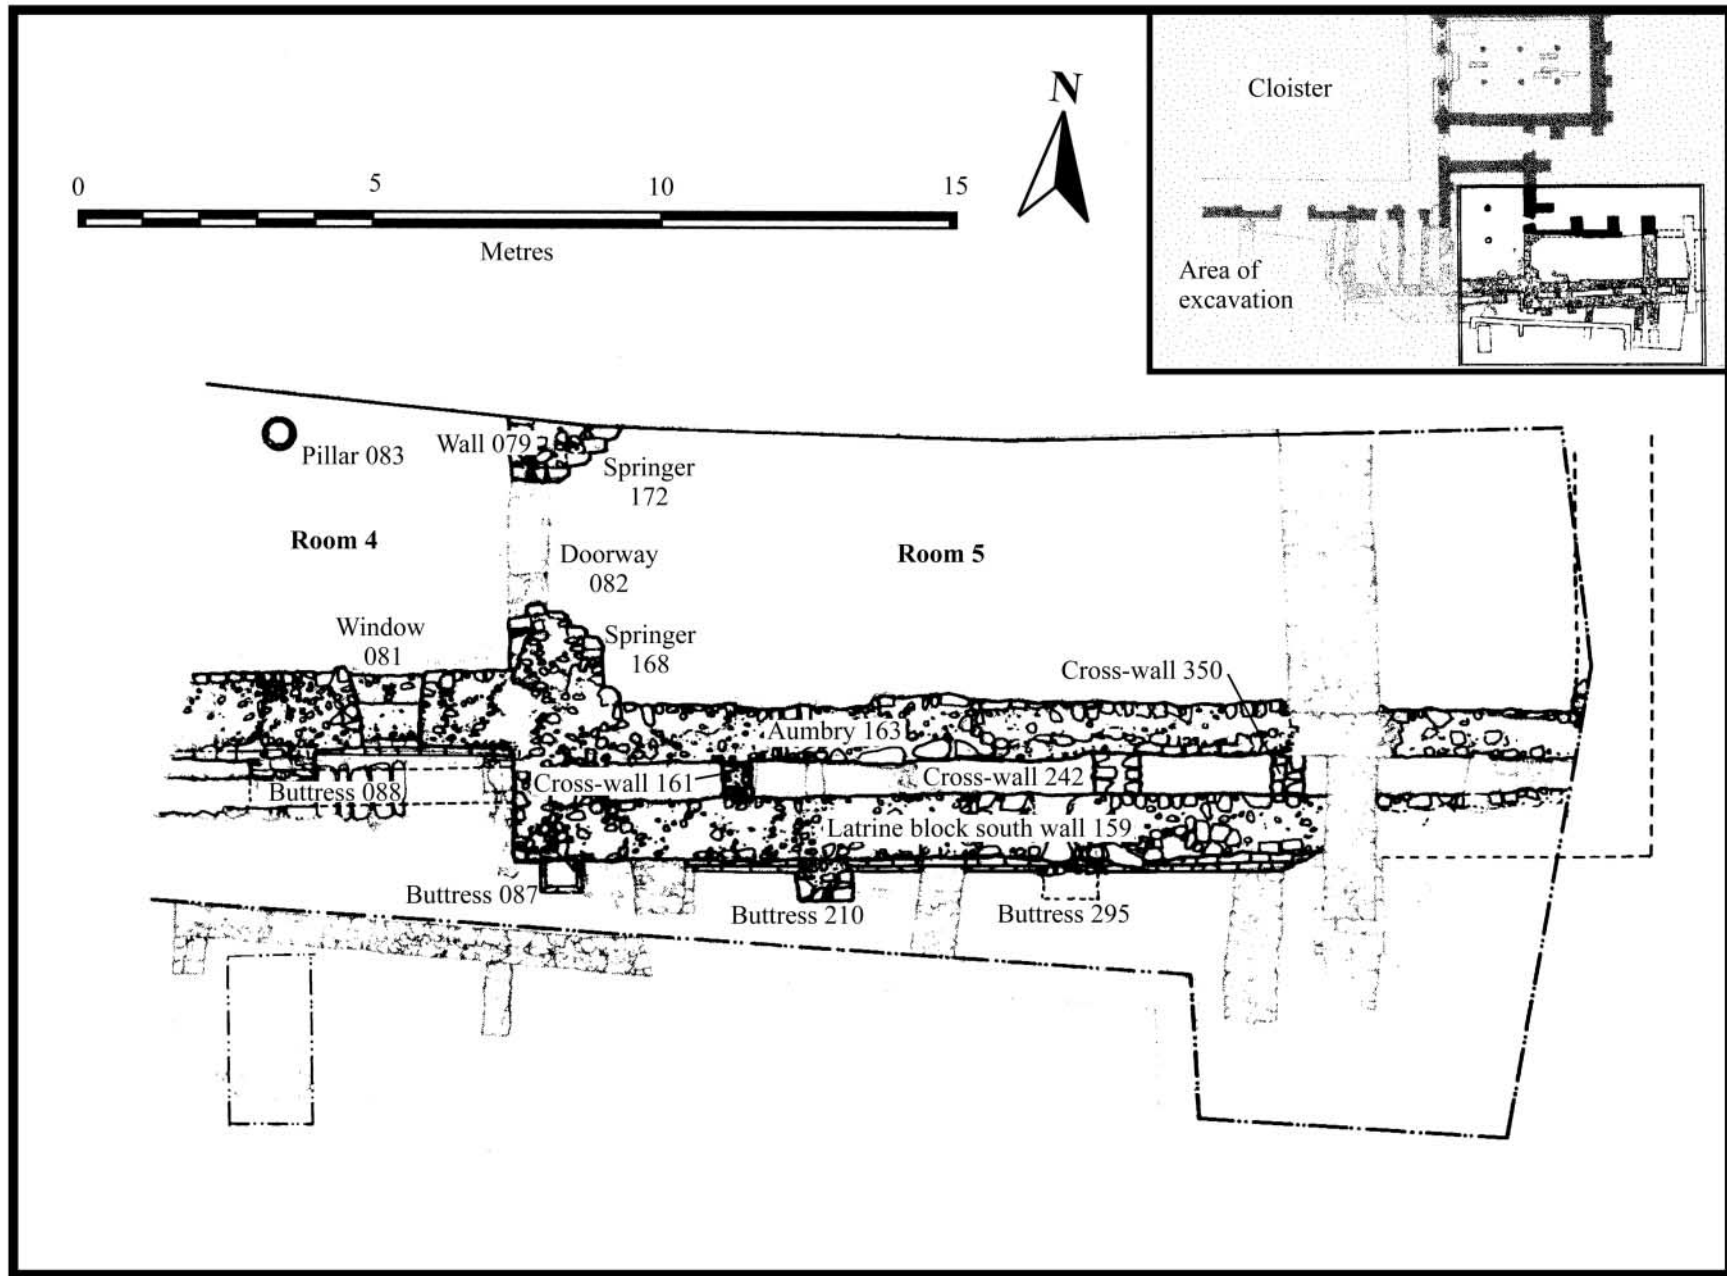 N
0
5
10
15
Metres
Cloister
Area of
excavation
Pillar 083
Wall 079
Springer
172
Room 4
Doorway
082
Room 5
Window
081
Springer
168
Cross-wall 350
Aumbry 163
Buttress 088
Cross-wall 161
Cross-wall 242
Latrine block south wall 159
Buttress 087
Buttress 210
Buttress 295